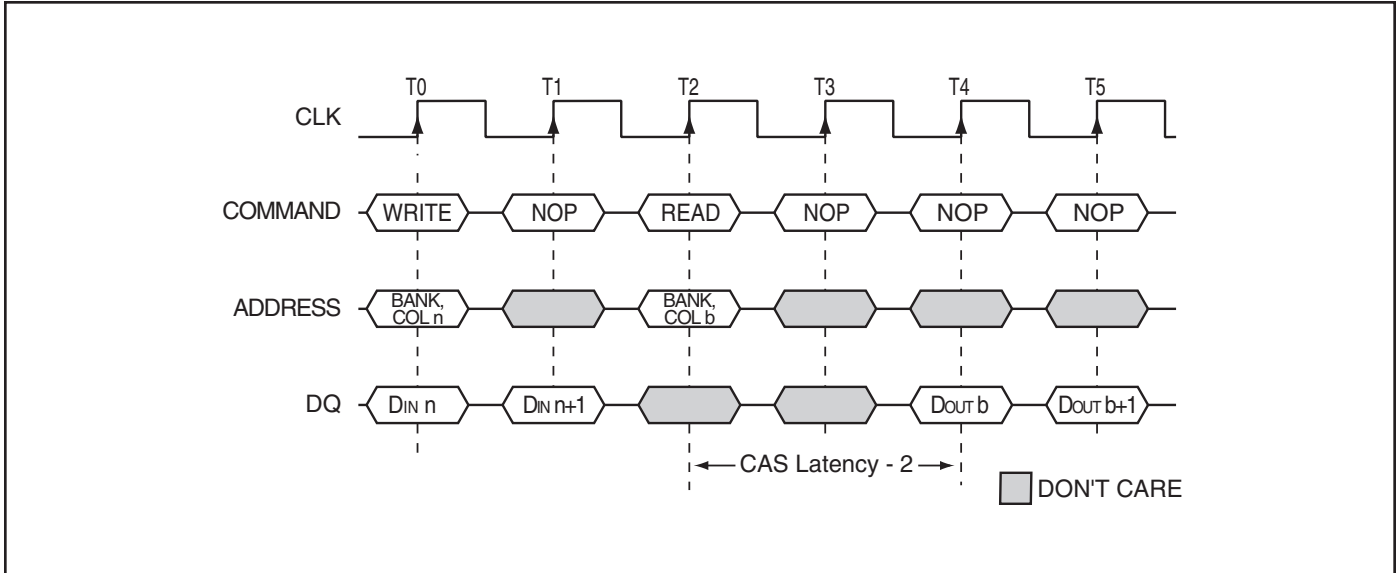 T0 T1 T2 T3 T4 T5
CLK
COMMAND WRITE NOP READ NOP NOP NOP
ADDRESS BANK, COL n BANK, COL b
DQ DIN n DIN n+1 DOUT b DOUT b+1
CAS Latency - 2
DON'T CARE